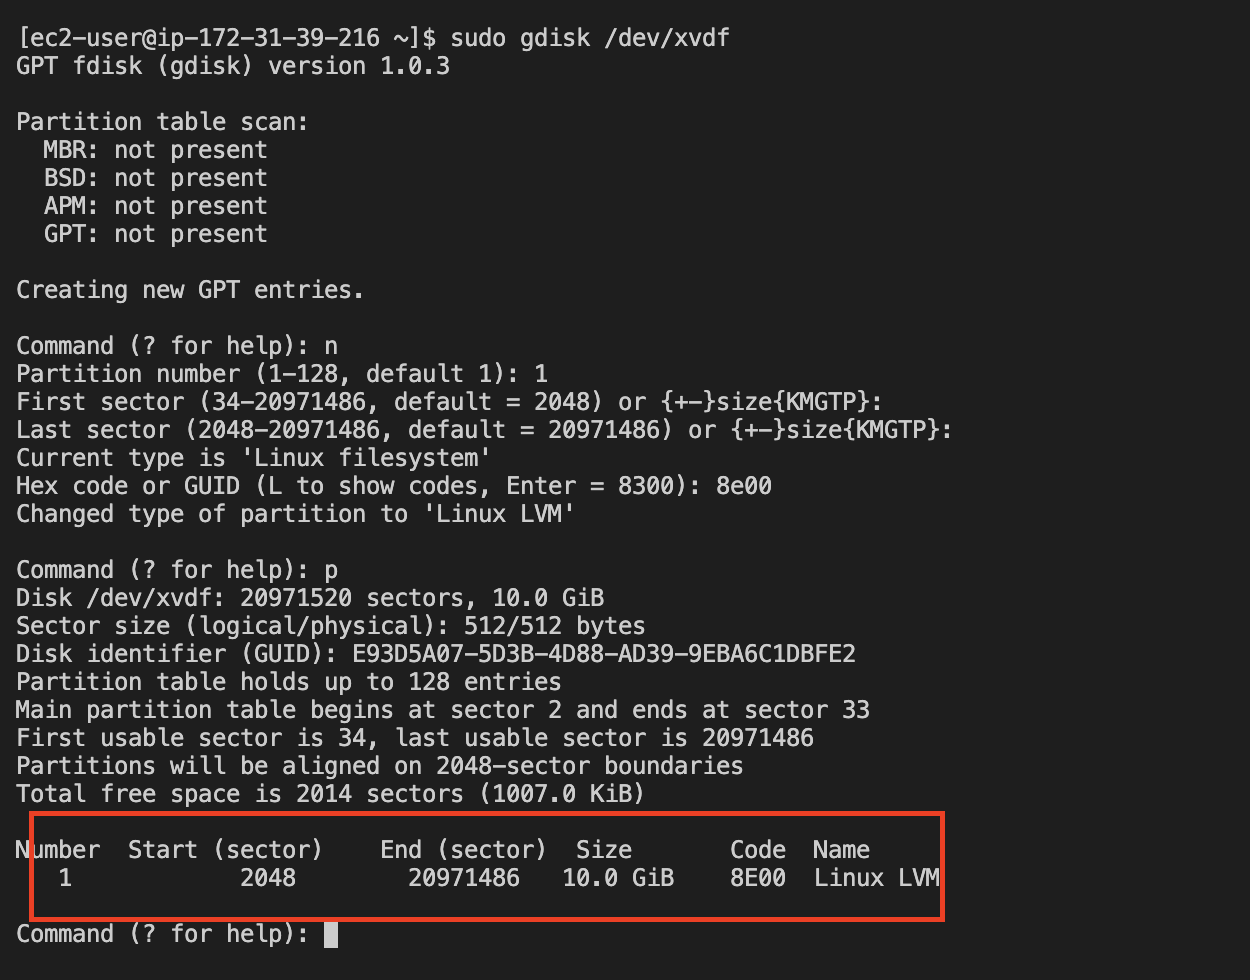 [ec2-user@ip-172-31-39-216 ~]$ sudo gdisk /dev/xvdf
GPT fdisk (gdisk) version 1.0.3
Partition table scan:
MBR: not present
BSD: not present
APM: not present
GPT: not present
Creating new GPT entries.
Command (? for help): n
Partition number (1-128, default 1): 1
First sector (34-20971486, default = 2048) or {+-}size{KMGTP}:
Last sector (2048-20971486, default = 20971486) or {+-}size{KMGTP}:
Current type is 'Linux filesystem'
Hex code or GUID (L to show codes, Enter = 8300): 8e00
Changed type of partition to 'Linux LVM'
Command (? for help): p
Disk /dev/xvdf: 20971520 sectors, 10.0 GiB
Sector size (logical/physical): 512/512 bytes
Disk identifier (GUID): E93D5A07-5D3B-4D88-AD39-9EBA6C1DBFE2
Partition table holds up to 128 entries
Main partition table begins at sector 2 and ends at sector 33
First usable sector is 34, last usable sector is 20971486
Partitions will be aligned on 2048-sector boundaries
Total free space is 2014 sectors (1007.0 KiB)
Number  Start (sector)    End (sector)  Size       Code  Name
1            2048        20971486   10.0 GiB    8E00  Linux LVM
Command (? for help):